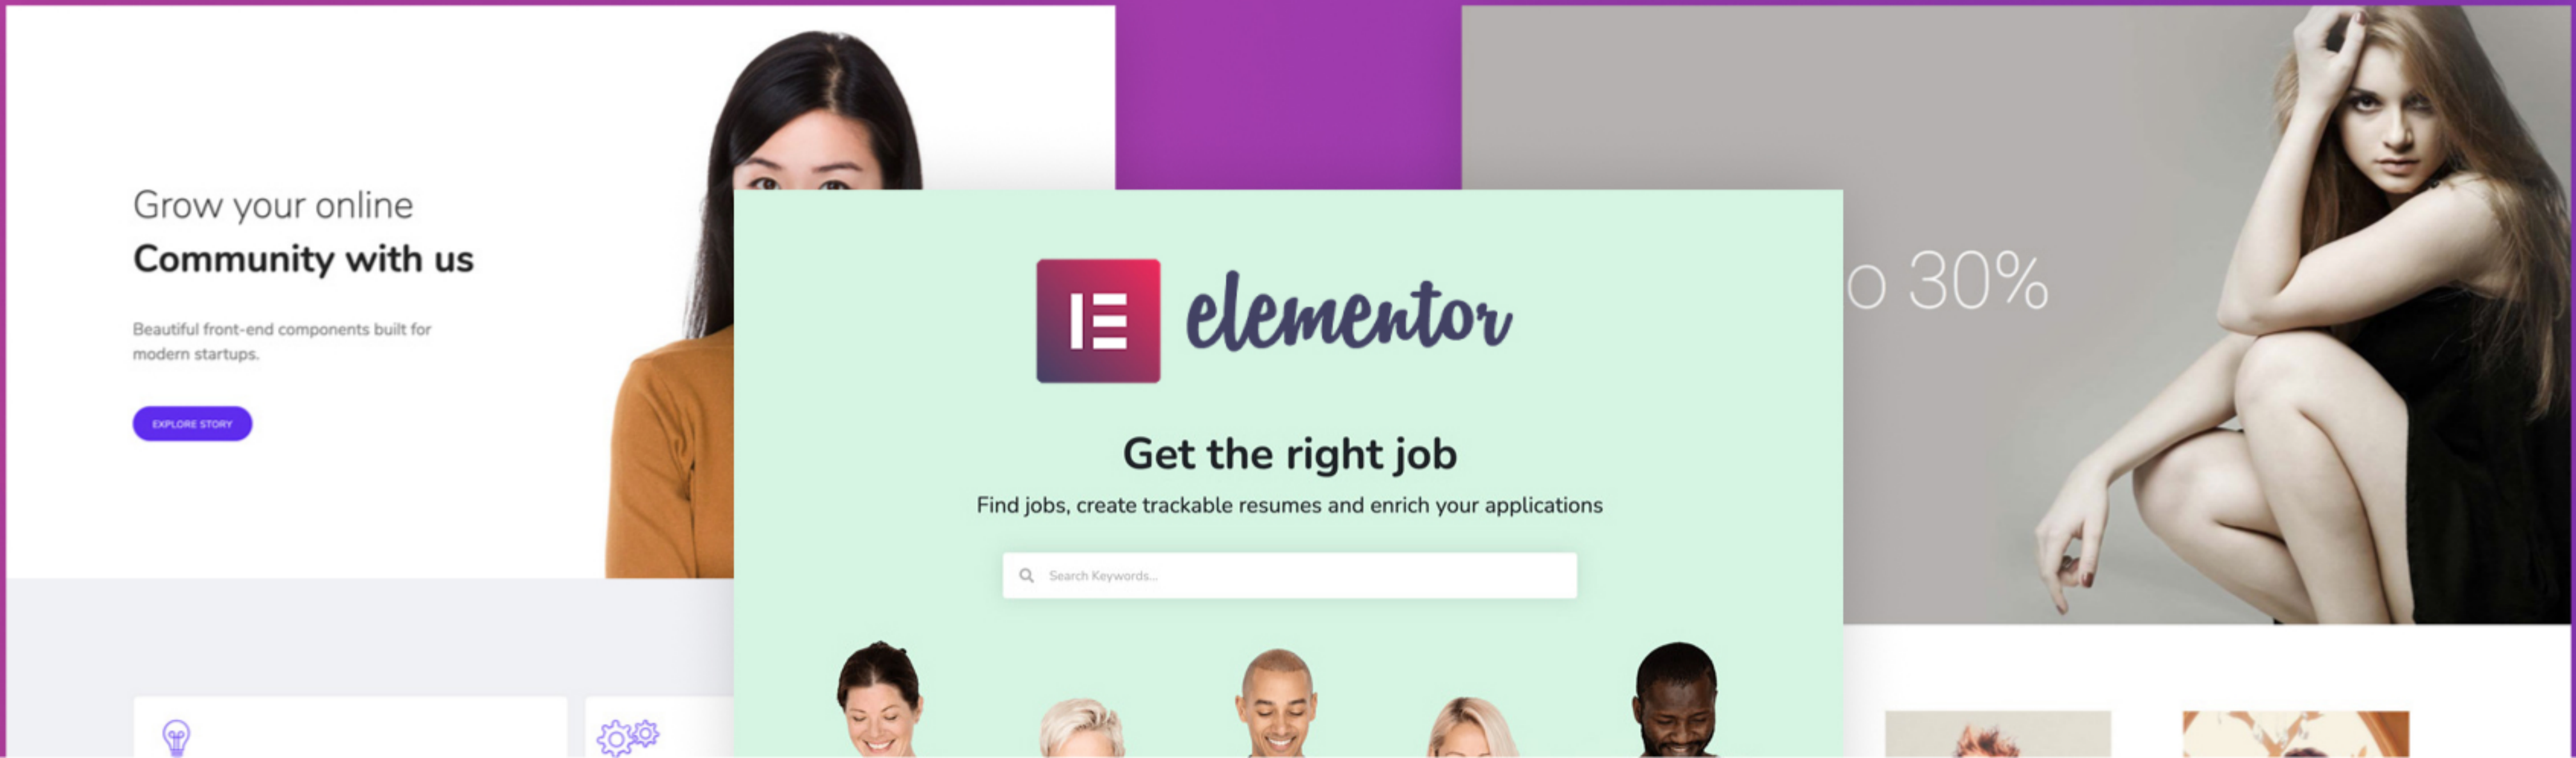 Grow your online
Community with us
Beautiful front-end components built for
modern startups.
EXPLORE STORY
elementor
Get the right job
Find jobs, create trackable resumes and enrich your applications
Search Keywords...
o 30%